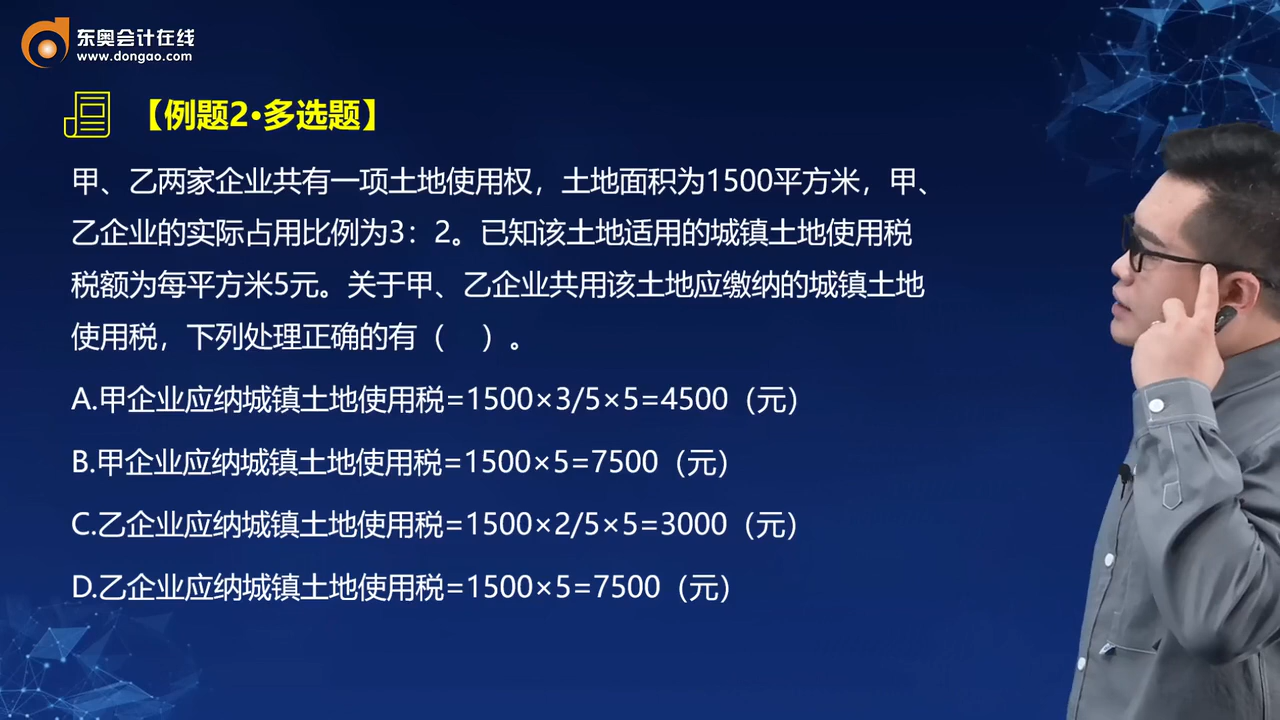 东奥会计在线
www.dongao.com
【例题2·多选题】
甲、乙两家企业共有一项土地使用权，土地面积为1500平方米，甲、
乙企业的实际占用比例为3：2。已知该土地适用的城镇土地使用税
税额为每平方米5元。关于甲、乙企业共用该土地应缴纳的城镇土地
使用税，下列处理正确的有（ ）。
A.甲企业应纳城镇土地使用税=1500×3/5×5=4500（元）
B.甲企业应纳城镇土地使用税=1500×5=7500（元）
C.乙企业应纳城镇土地使用税=1500×2/5×5=3000（元）
D.乙企业应纳城镇土地使用税=1500×5=7500（元）